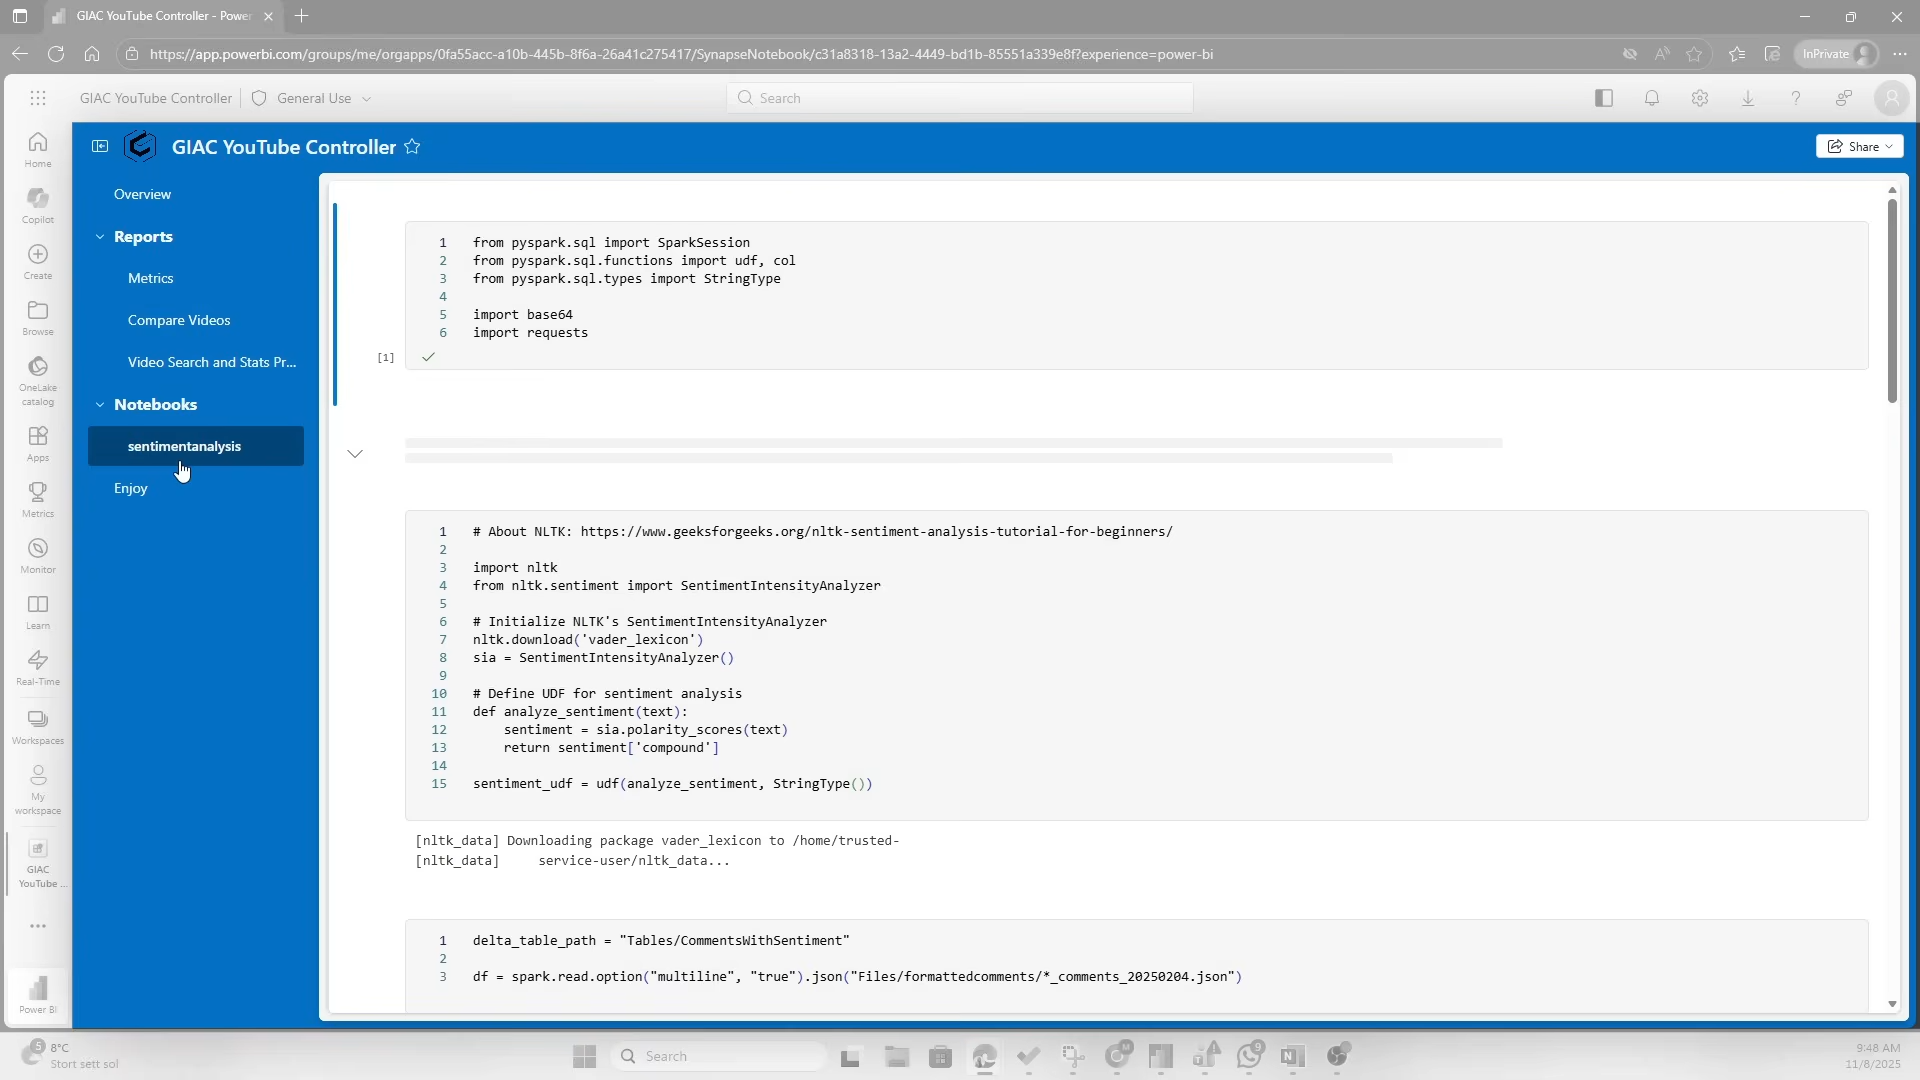 GIAC YouTube Controller - Power
https://app.powerbi.com/groups/me/orgapps/0fa55acc-a10b-445b-8f6a-26a41c275417/SynapseNotebook/c31a8318-13a2-4449-bd1b-85551a339e8f?experience=power-bi
InPrivate
GIAC YouTube Controller
General Use
Search
Home
Copilot
Create
Browse
OneLake
catalog
Apps
Metrics
Monitor
Learn
Real-Time
Workspaces
My
workspace
GIAC
YouTube ...
Power BI
GIAC YouTube Controller
Share
Overview
Reports
Metrics
Compare Videos
Video Search and Stats Pr...
Notebooks
sentimentanalysis
Enjoy
1 from pyspark.sql import SparkSession
2 from pyspark.sql.functions import udf, col
3 from pyspark.sql.types import StringType
4
5 import base64
6 import requests
[1]
1 # About NLTK: https://www.geeksforgeeks.org/nltk-sentiment-analysis-tutorial-for-beginners/
2
3 import nltk
4 from nltk.sentiment import SentimentIntensityAnalyzer
5
6 # Initialize NLTK's SentimentIntensityAnalyzer
7 nltk.download('vader_lexicon')
8 sia = SentimentIntensityAnalyzer()
9
10 # Define UDF for sentiment analysis
11 def analyze_sentiment(text):
12     sentiment = sia.polarity_scores(text)
13     return sentiment['compound']
14
15 sentiment_udf = udf(analyze_sentiment, StringType())
[nltk_data] Downloading package vader_lexicon to /home/trusted-
[nltk_data]     service-user/nltk_data...
1 delta_table_path = "Tables/CommentsWithSentiment"
2
3 df = spark.read.option("multiline", "true").json("Files/formattedcomments/*_comments_20250204.json")
5
8°C
Start sett sol
Search
M
9
N
9:48 AM
11/8/2025